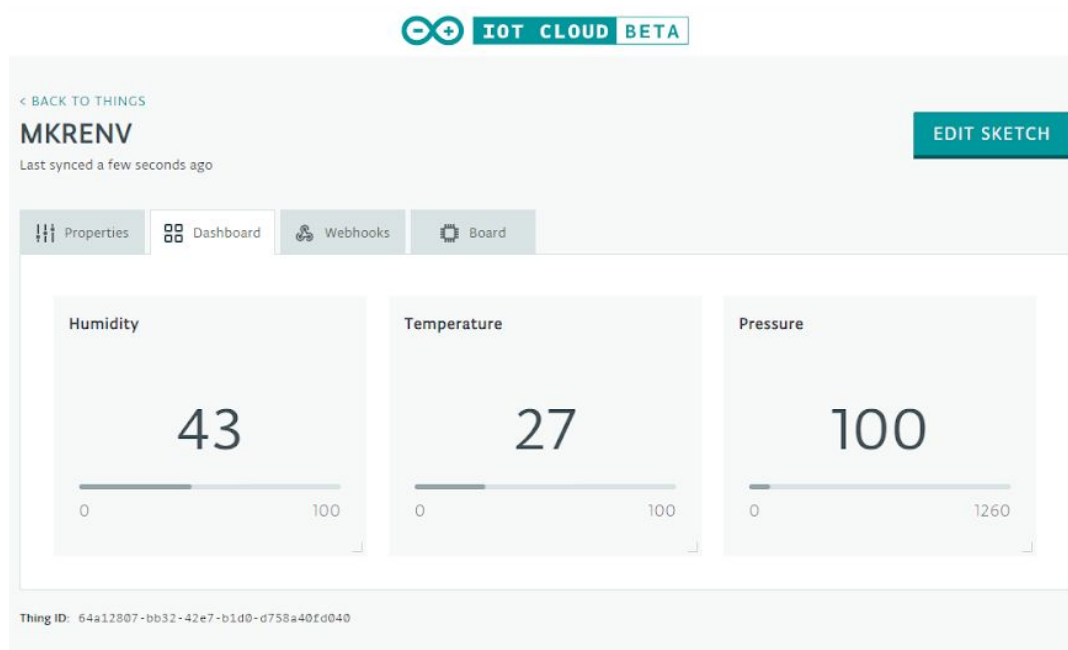 IOT CLOUD BETA
< BACK TO THINGS
MKRENV
EDIT SKETCH
Last synced a few seconds ago
Properties Dashboard Webhooks Board
Humidity Temperature Pressure
43 27 100
0 100 0 100 0 1260
Thing ID: 64a12807-bb32-42e7-b1d0-d758a40fd040